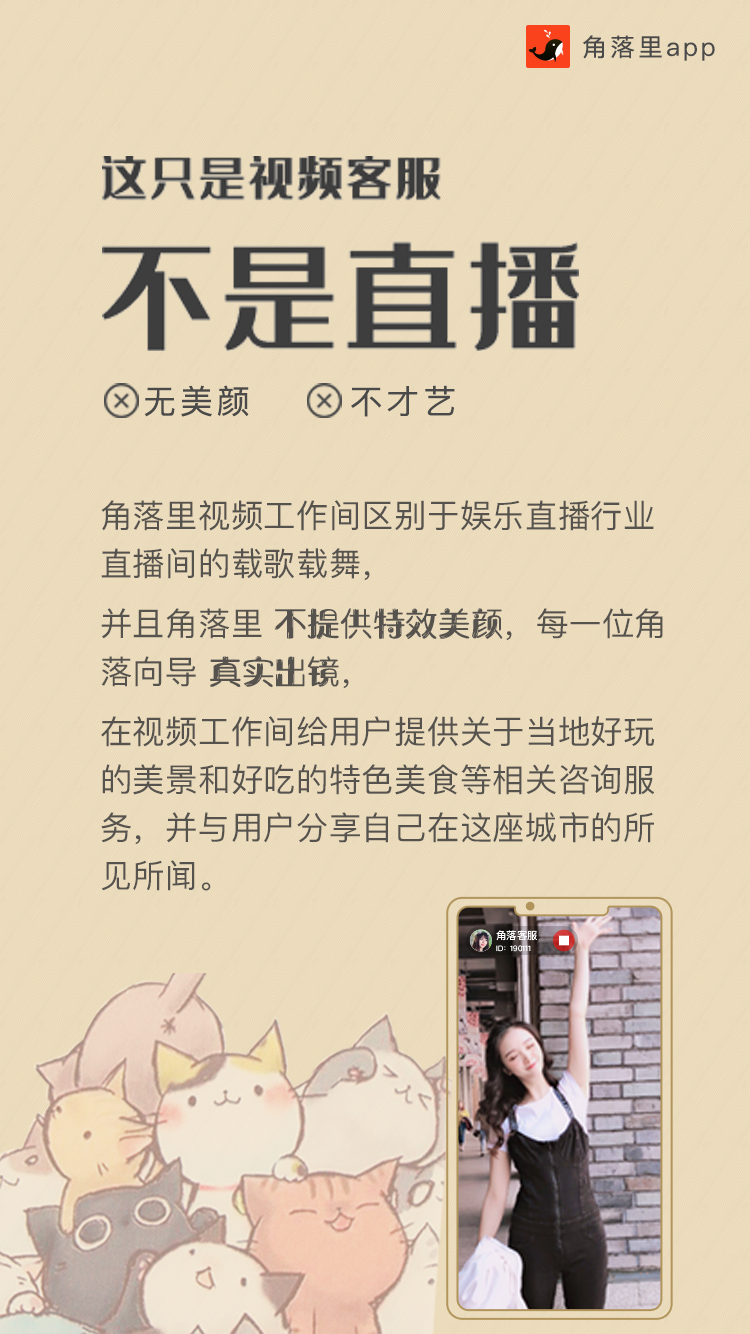 角落里app
这只是视频客服
不是直播
无美颜 不才艺
角落里视频工作间区别于娱乐直播行业
直播间的载歌载舞，
并且角落里 不提供特效美颜，每一位角
落向导 真实出镜，
在视频工作间给用户提供关于当地好玩
的美景和好吃的特色美食等相关咨询服
务，并与用户分享自己在这座城市的所
见所闻。
角落客服
ID: 190111